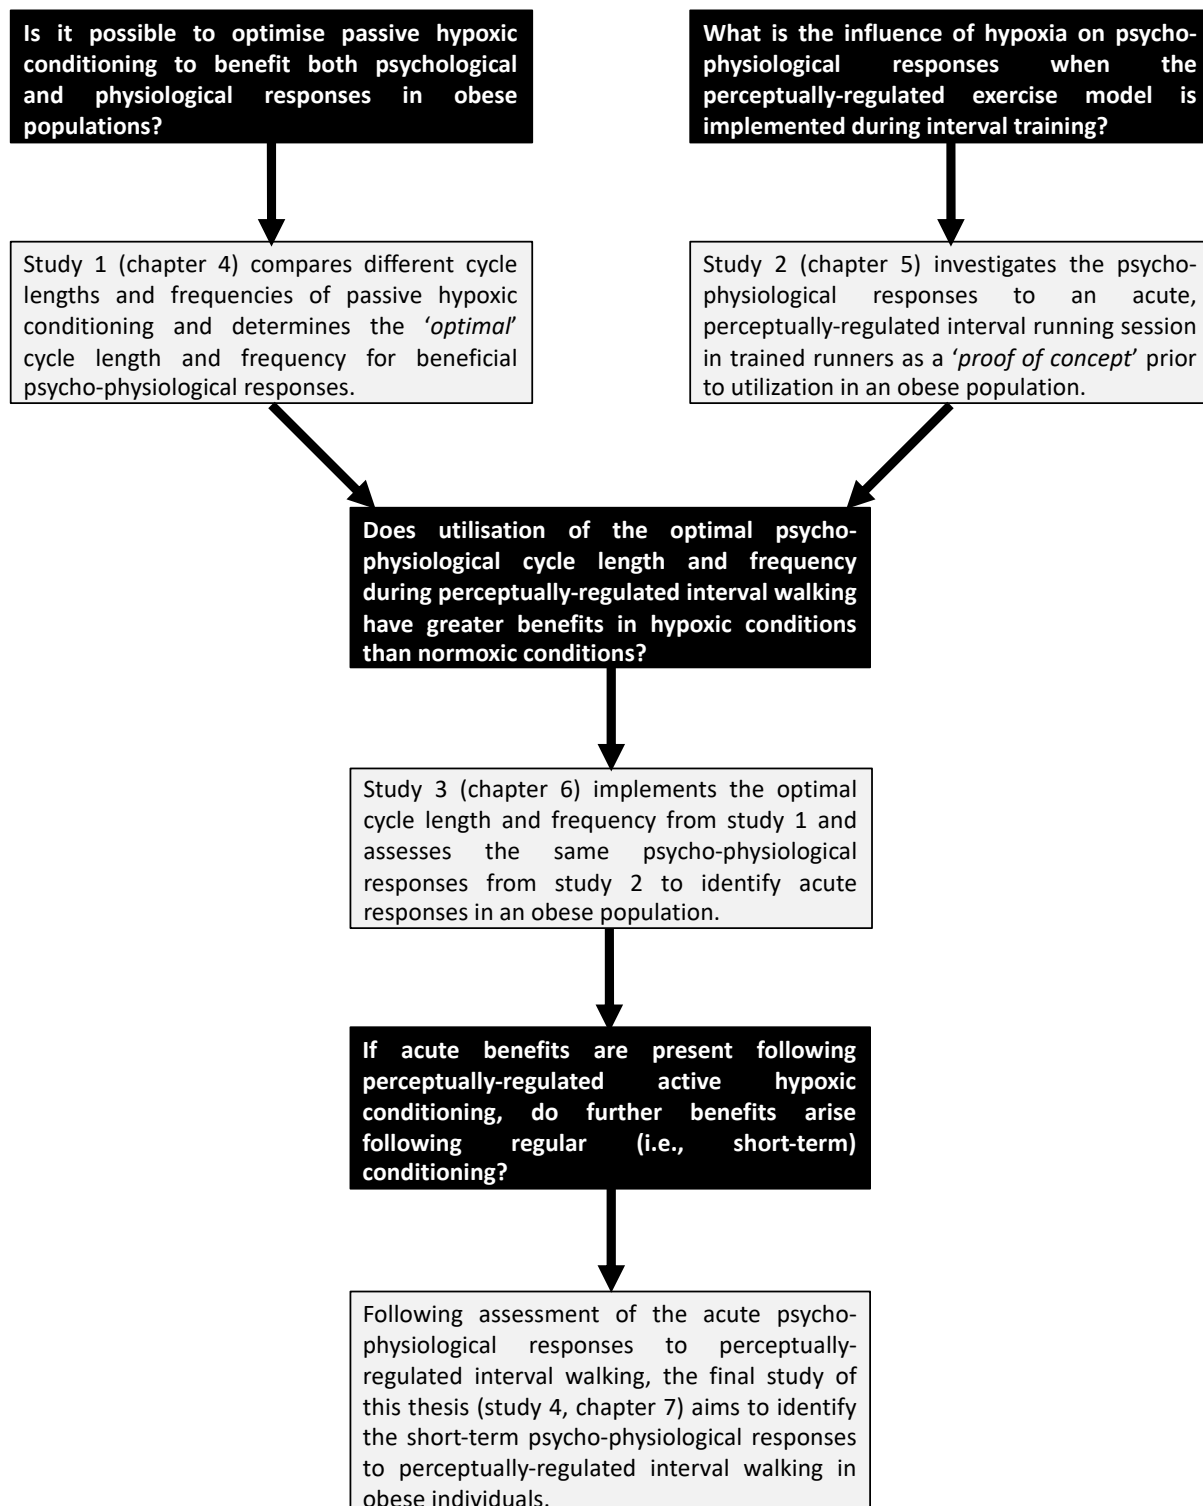 Is it possible to optimise passive hypoxic
conditioning to benefit both psychological
and physiological responses in obese
populations?
What is the influence of hypoxia on psycho-
physiological responses when the
perceptually-regulated exercise model is
implemented during interval training?
Study 1 (chapter 4) compares different cycle
lengths and frequencies of passive hypoxic
conditioning and determines the ‘optimal’
cycle length and frequency for beneficial
psycho-physiological responses.
Study 2 (chapter 5) investigates the psycho-
physiological responses to an acute,
perceptually-regulated interval running session
in trained runners as a ‘proof of concept’ prior
to utilization in an obese population.
Does utilisation of the optimal psycho-
physiological cycle length and frequency
during perceptually-regulated interval walking
have greater benefits in hypoxic conditions
than normoxic conditions?
Study 3 (chapter 6) implements the optimal
cycle length and frequency from study 1 and
assesses the same psycho-physiological
responses from study 2 to identify acute
responses in an obese population.
If acute benefits are present following
perceptually-regulated active hypoxic
conditioning, do further benefits arise
following regular (i.e., short-term)
conditioning?
Following assessment of the acute psycho-
physiological responses to perceptually-
regulated interval walking, the final study of
this thesis (study 4, chapter 7) aims to identify
the short-term psycho-physiological responses
to perceptually-regulated interval walking in
obese individuals.